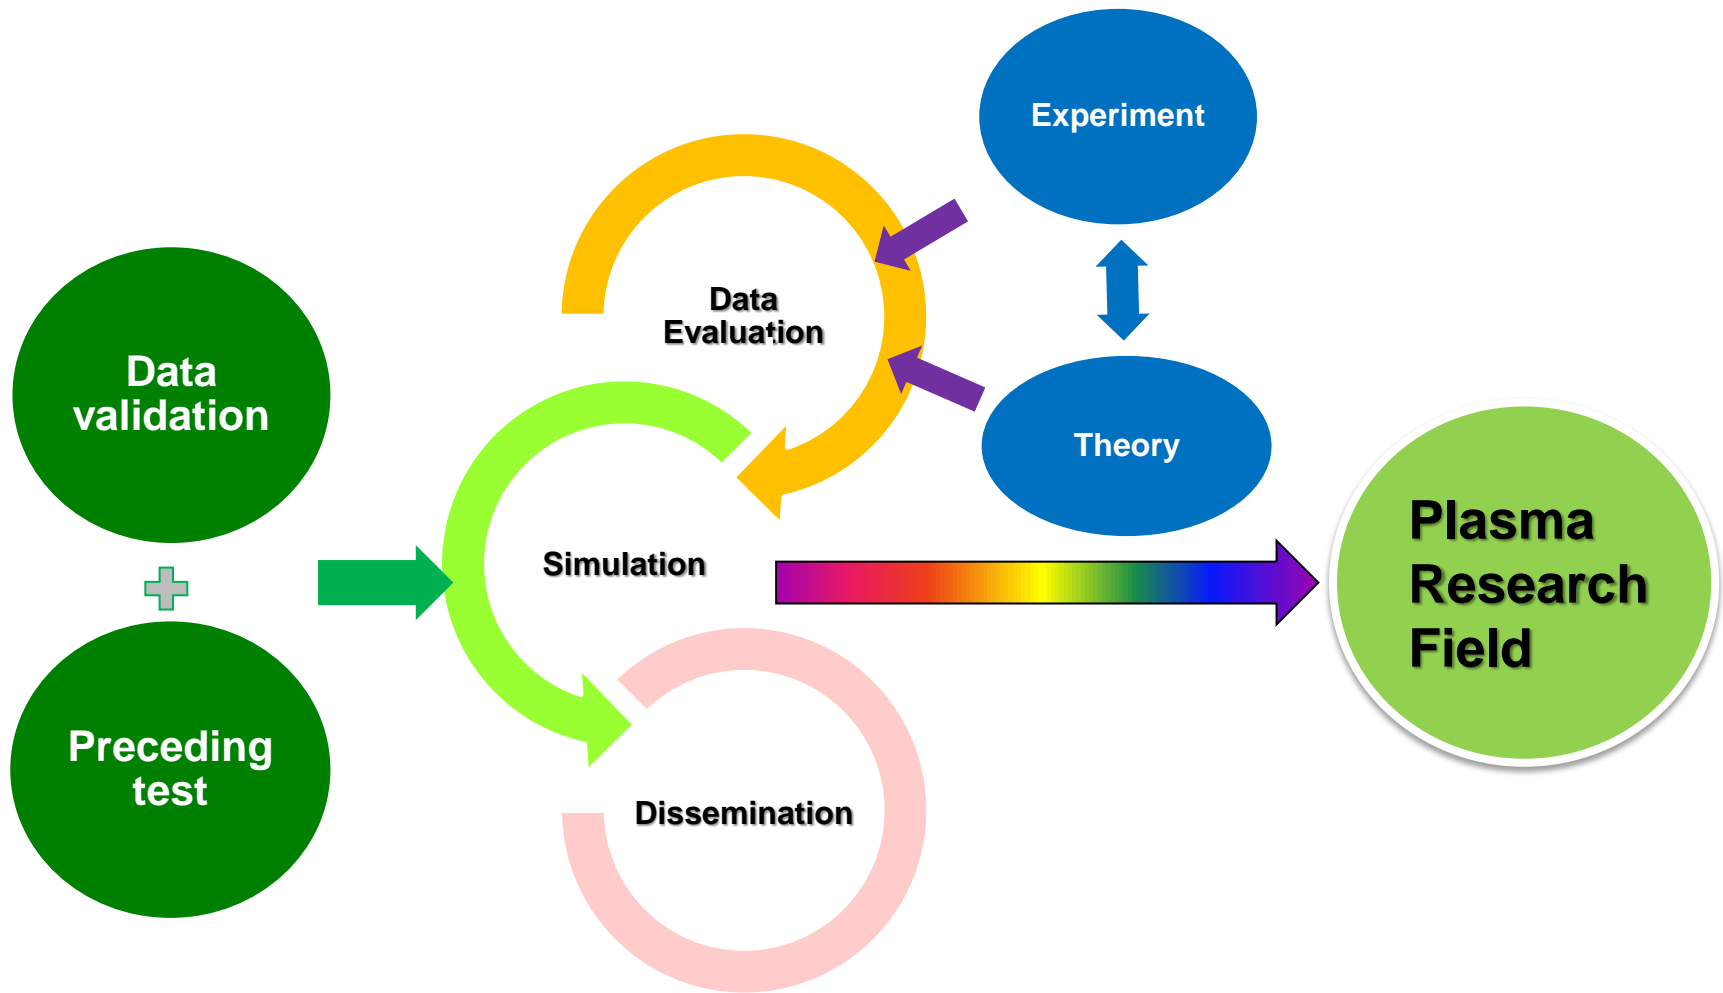 Experiment
Data
Evaluation
Data
validation
Theory
Plasma
Research
Field
Simulation
Preceding
test
Dissemination